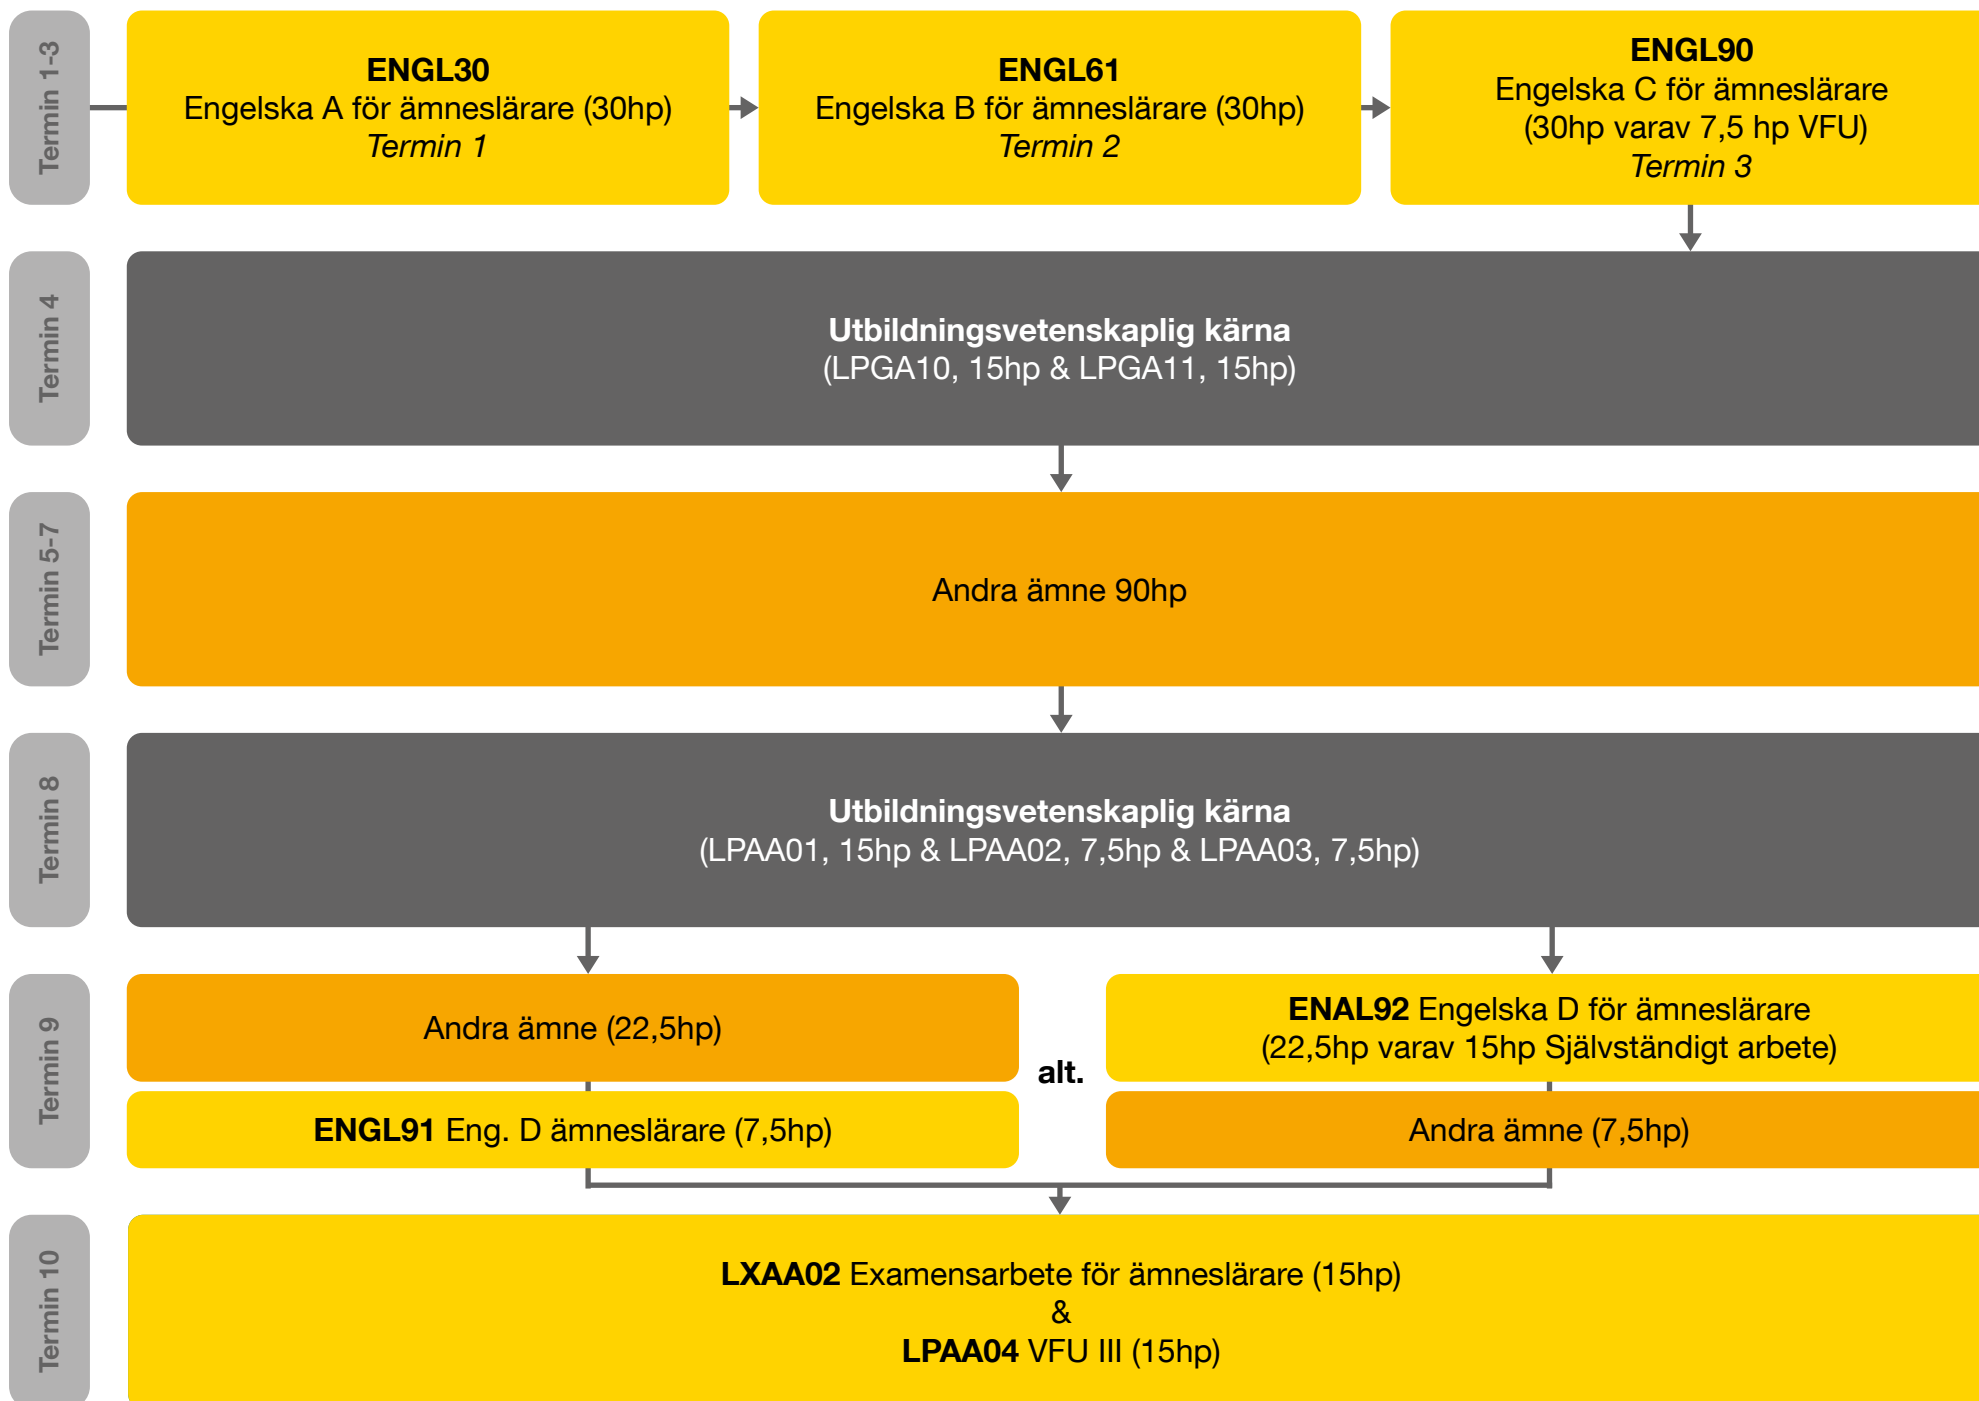 Termin 1-3
ENGL30
Engelska A för ämneslärare (30hp)
Termin 1
ENGL61
Engelska B för ämneslärare (30hp)
Termin 2
ENGL90
Engelska C för ämneslärare
(30hp varav 7,5 hp VFU)
Termin 3
Termin 4
Utbildningsvetenskaplig kärna
(LPGA10, 15hp & LPGA11, 15hp)
Termin 5-7
Andra ämne 90hp
Termin 8
Utbildningsvetenskaplig kärna
(LPAA01, 15hp & LPAA02, 7,5hp & LPAA03, 7,5hp)
Termin 9
Andra ämne (22,5hp)
ENGL91 Eng. D ämneslärare (7,5hp)
alt.
ENAL92 Engelska D för ämneslärare
(22,5hp varav 15hp Självständigt arbete)
Andra ämne (7,5hp)
Termin 10
LXAA02 Examensarbete för ämneslärare (15hp)
&
LPAA04 VFU III (15hp)